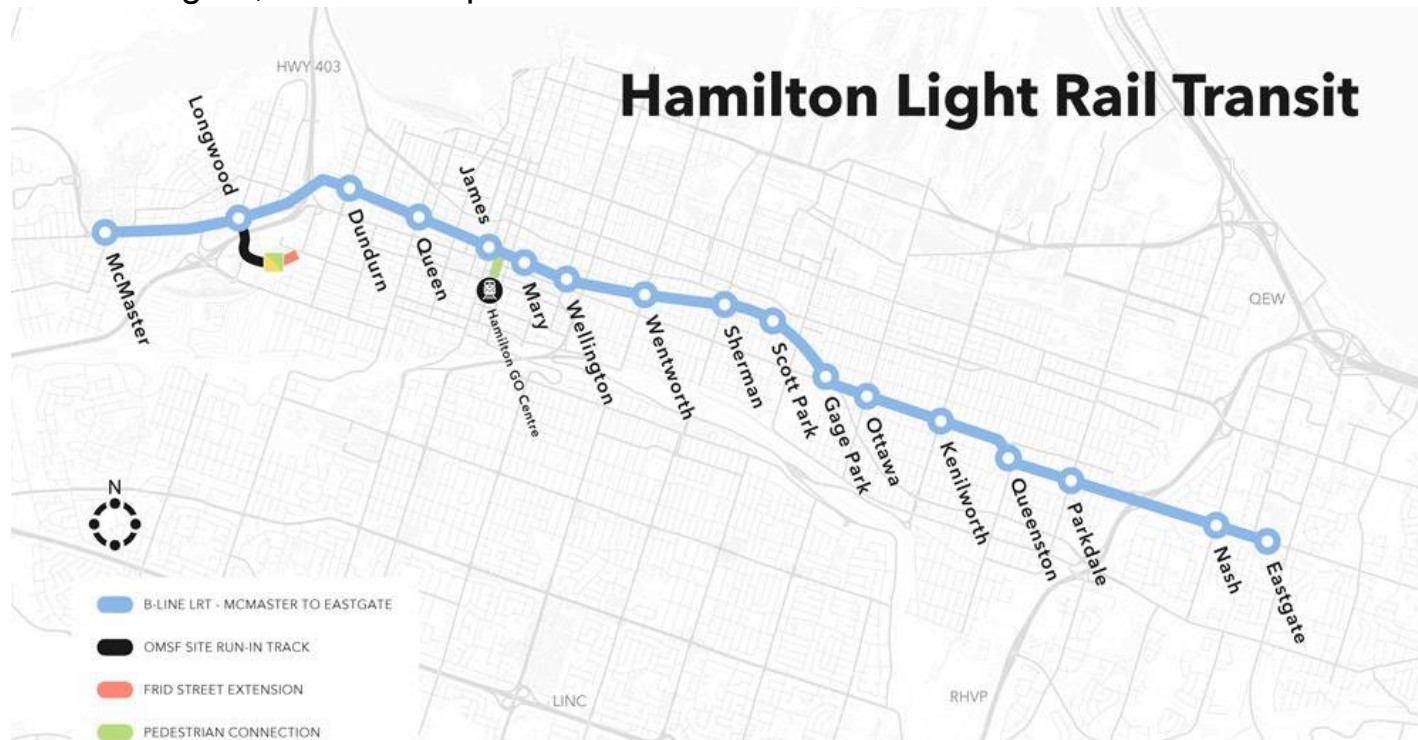 Hamilton Light Rail Transit
HWY 403
Longwood
James
McMaster
Dundurn
Queen
Hamilton GO Centre
Mary
Wellington
Wentworth
Sherman
Scott Park
Gage Park
Ottawa
Kenilworth
Queenston
Parkdale
Nash
Eastgate
QEW
N
B-LINE LRT - MCMASTER TO EASTGATE
OMSF SITE RUN-IN TRACK
FRID STREET EXTENSION
PEDESTRIAN CONNECTION
LINC
RHVP